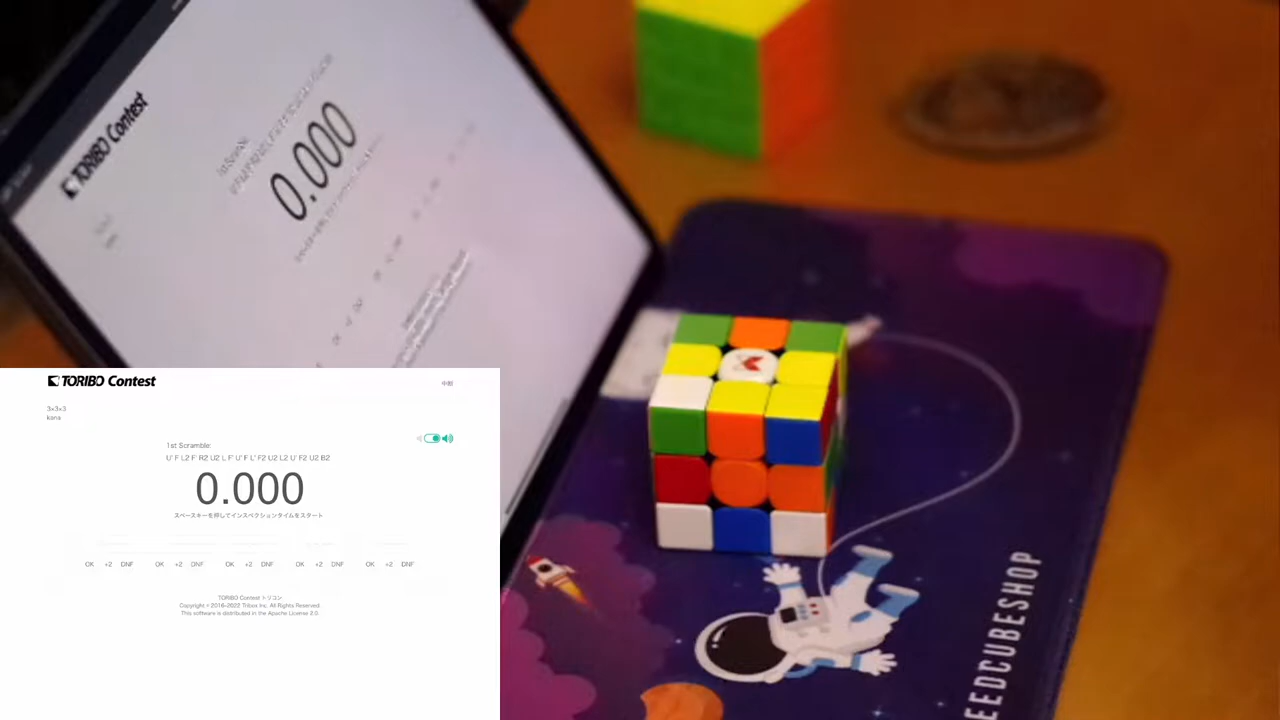 TORIBO Contest
1st Scramble:
0.000
TORIBO Contest
中断
3x3x3
kana
1st Scramble:
U' F L2 F' R2 U2 L F' U' F L' F2 U2 L2 U' F2 U2 B2
0.000
スペースキーを押してインスペクションタイムをスタート
OK +2 DNF OK +2 DNF OK +2 DNF OK +2 DNF OK +2 DNF
TORIBO Contest トリコン
Copyright © 2016-2022 Tribox Inc. All Rights Reserved.
This software is distributed in the Apache License 2.0.
EEDCUBESHOP